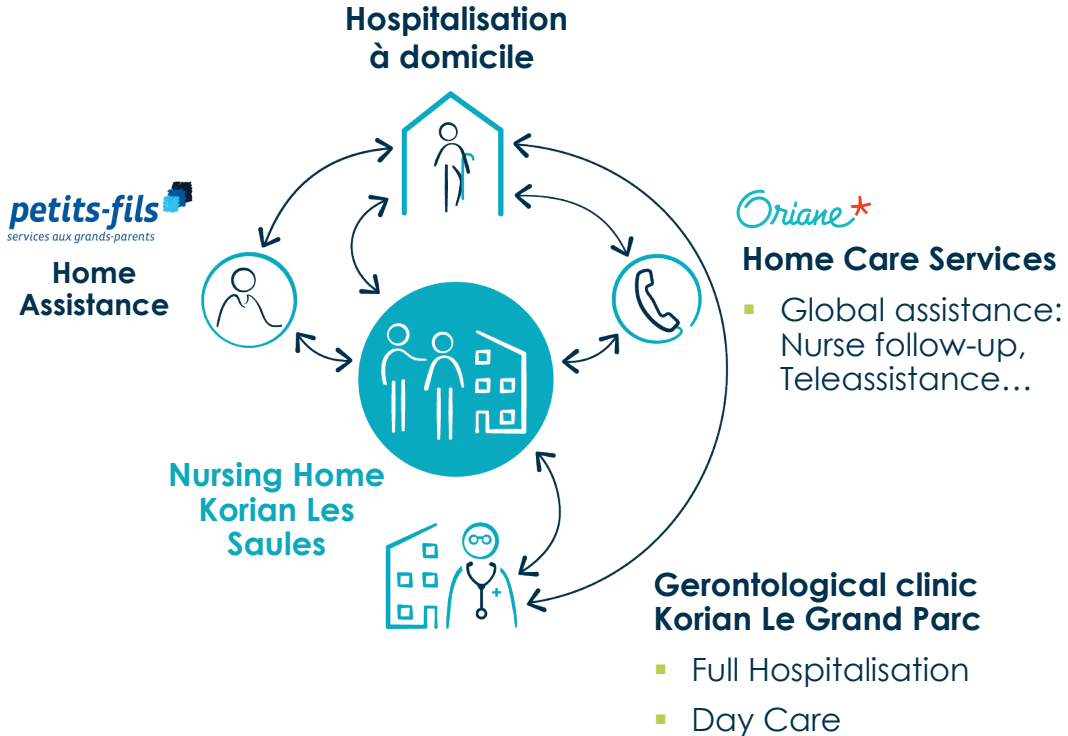 Hospitalisation
à domicile
petits-fils
services aux grands-parents
Home
Assistance
Oriane
Home Care Services
▪ Global assistance:
Nurse follow-up,
Teleassistance…
Nursing Home
Korian Les
Saules
Gerontological clinic
Korian Le Grand Parc
▪ Full Hospitalisation
▪ Day Care